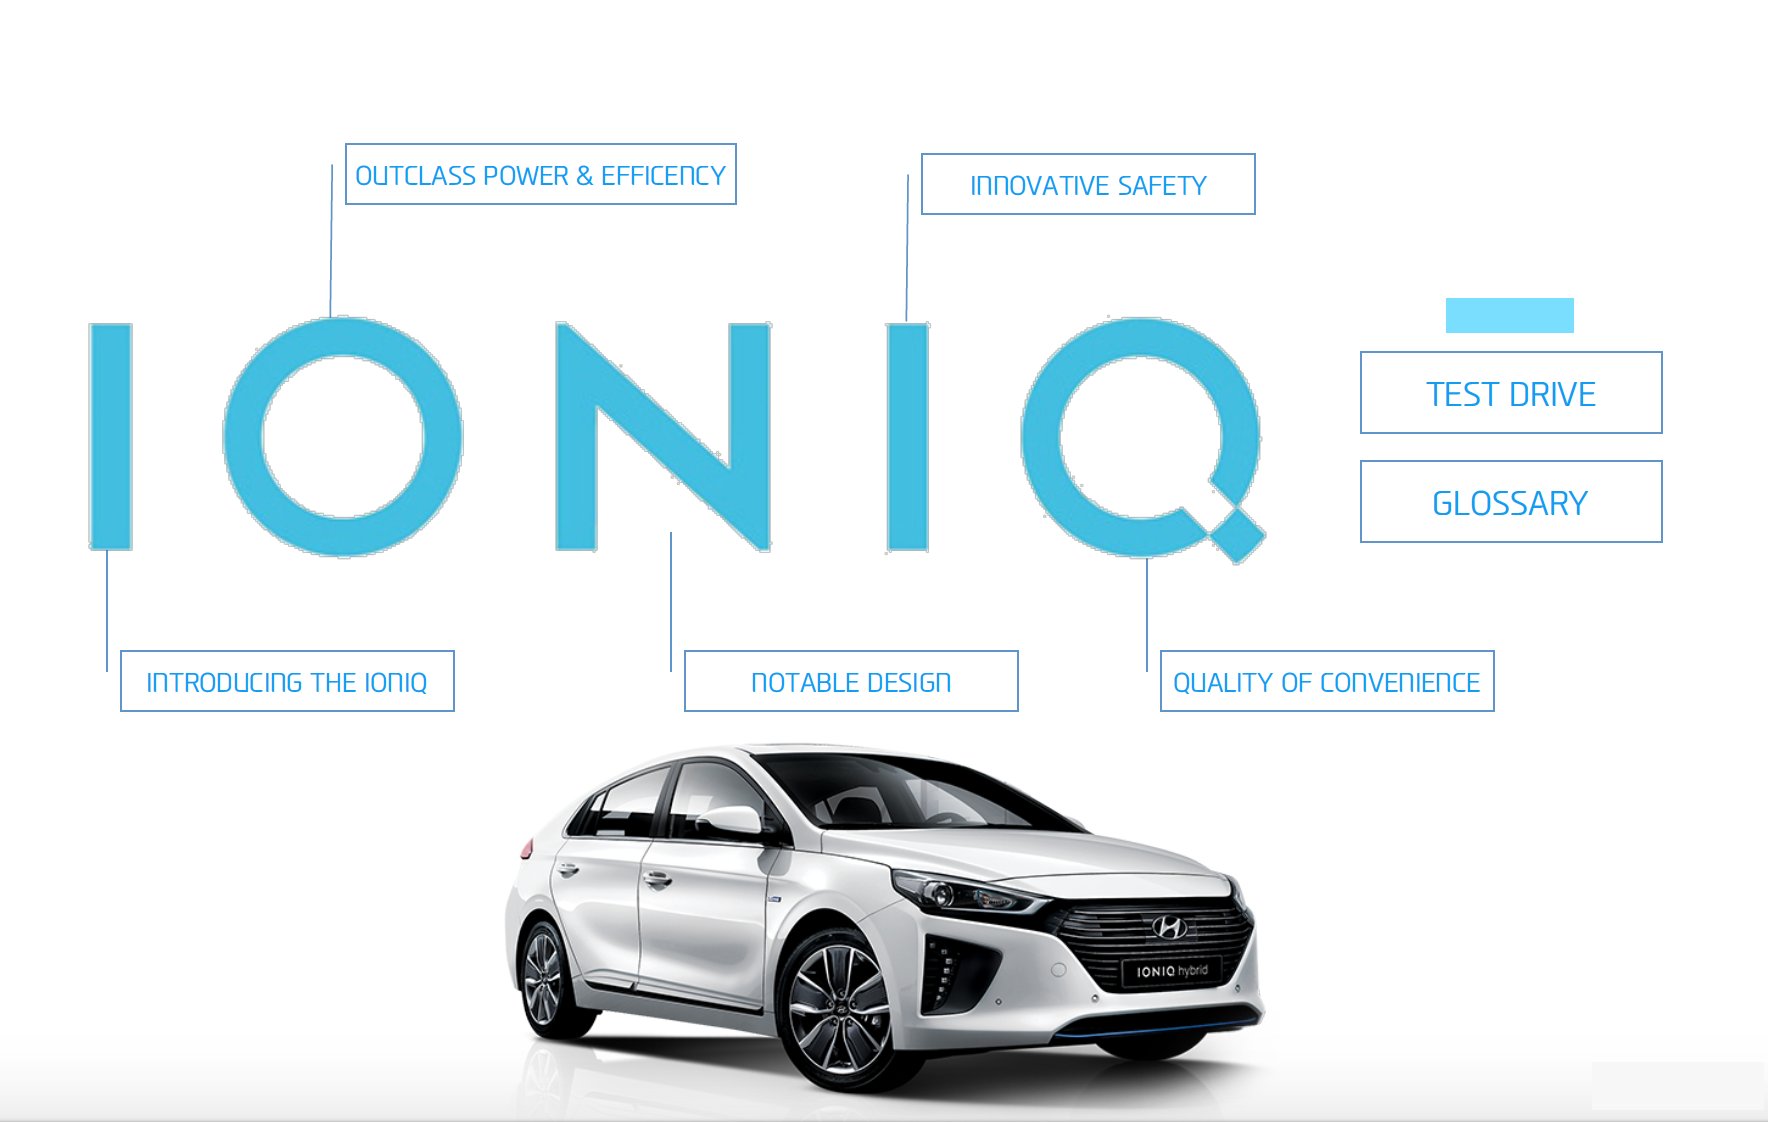 OUTCLASS POWER & EFFICENCY
INNOVATIVE SAFETY
IONIQ
TEST DRIVE
GLOSSARY
INTRODUCING THE IONIQ
NOTABLE DESIGN
QUALITY OF CONVENIENCE
IONIQ hybrid